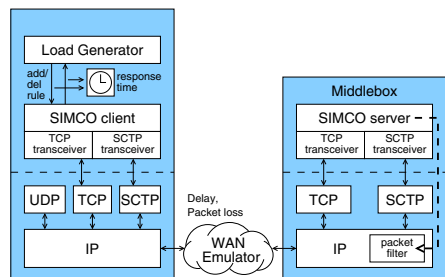 Load Generator
add/
del
rule
response
time
SIMCO client
TCP
transceiver
SCTP
transceiver
UDP
TCP
SCTP
IP
Delay,
Packet loss
WAN
Emulator
Middlebox
SIMCO server
TCP
transceiver
SCTP
transceiver
TCP
SCTP
IP
packet
filter